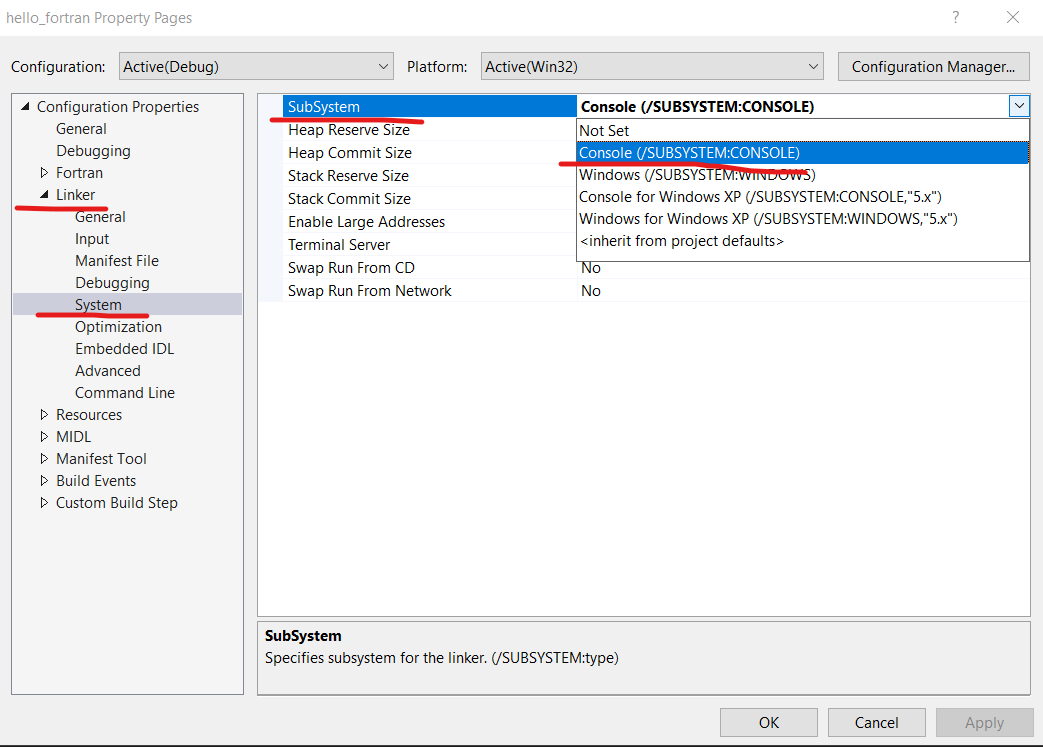 hello_fortran Property Pages
?
Configuration: Active(Debug) Platform: Active(Win32) Configuration Manager...
Configuration Properties
General
Debugging
Fortran
Linker
General
Input
Manifest File
Debugging
System
Optimization
Embedded IDL
Advanced
Command Line
Resources
MIDL
Manifest Tool
Build Events
Custom Build Step
SubSystem Console (/SUBSYSTEM:CONSOLE)
Heap Reserve Size
Heap Commit Size
Stack Reserve Size
Stack Commit Size
Enable Large Addresses
Terminal Server
Swap Run From CD No
Swap Run From Network No
Not Set
Console (/SUBSYSTEM:CONSOLE)
Windows (/SUBSYSTEM:WINDOWS)
Console for Windows XP (/SUBSYSTEM:CONSOLE,"5.x")
Windows for Windows XP (/SUBSYSTEM:WINDOWS,"5.x")
<inherit from project defaults>
SubSystem
Specifies subsystem for the linker. (/SUBSYSTEM:type)
OK Cancel Apply